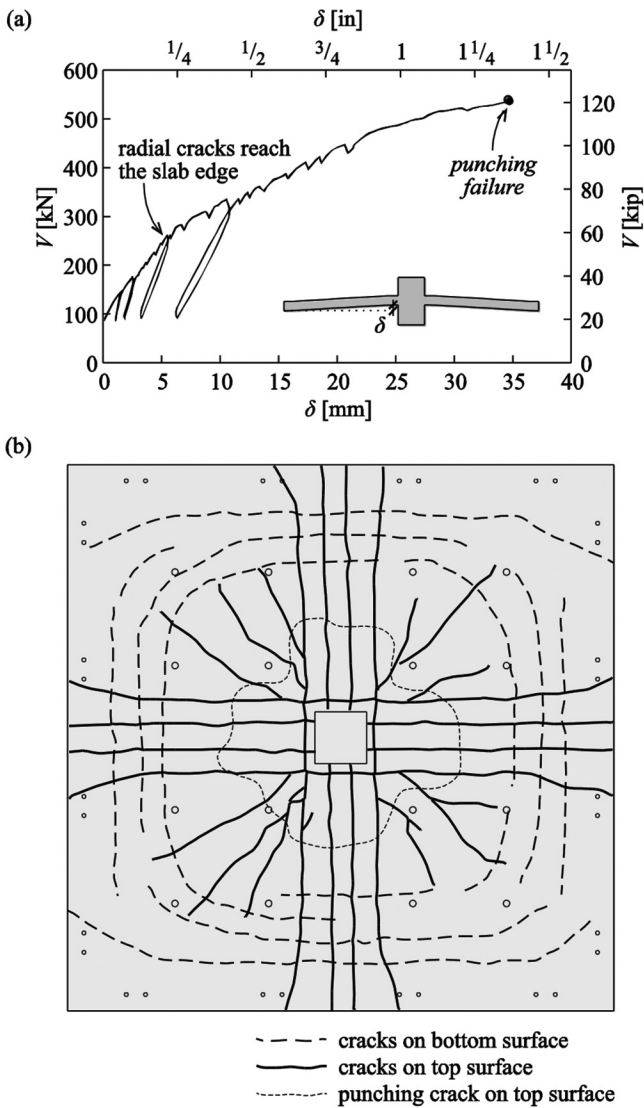 (a)
δ [in]
1/4 1/2 3/4 1 1 1/4 1 1/2
600
500
400
300
200
100
0
V [kN]
120
100
80
60
40
20
0
V [kip]
radial cracks reach
the slab edge
punching
failure
δ
0 5 10 15 20 25 30 35 40
δ [mm]
(b)
cracks on bottom surface
cracks on top surface
punching crack on top surface